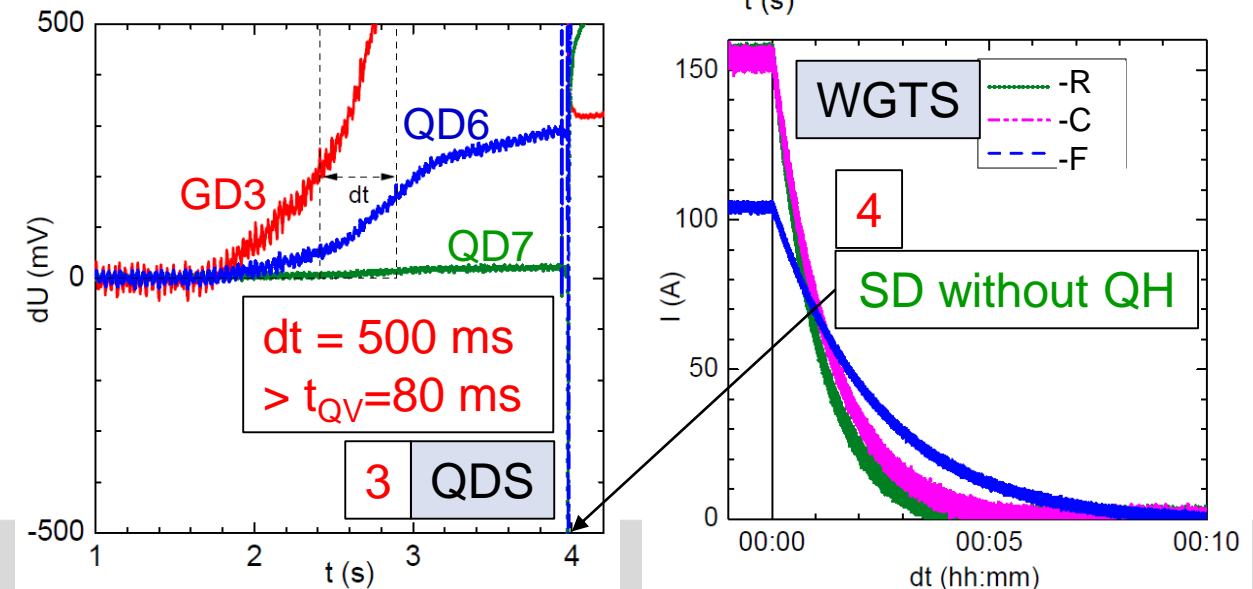 t (s)
500
0
-500
dU (mV)
GD3
QD6
QD7
dt
dt = 500 ms
> tQV=80 ms
3 QDS
1 2 3 4
t (s)
150
100
50
0
I (A)
WGTS
-R
-C
-F
4
SD without QH
00:00 00:05 00:10
dt (hh:mm)